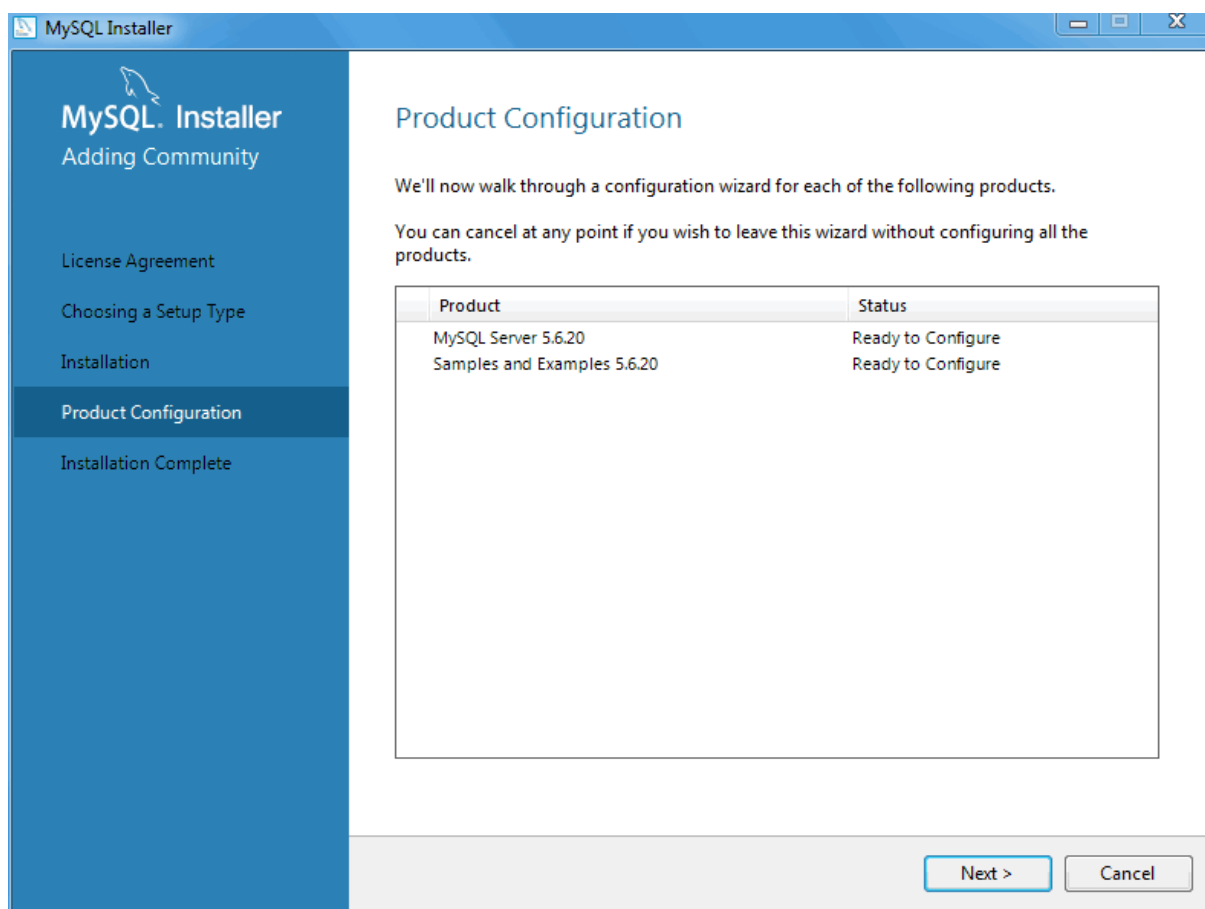 MySQL Installer
MySQL. Installer
Adding Community
License Agreement
Choosing a Setup Type
Installation
Product Configuration
Installation Complete
Product Configuration
We'll now walk through a configuration wizard for each of the following products.
You can cancel at any point if you wish to leave this wizard without configuring all the
products.
Product Status
MySQL Server 5.6.20 Ready to Configure
Samples and Examples 5.6.20 Ready to Configure
Next > Cancel